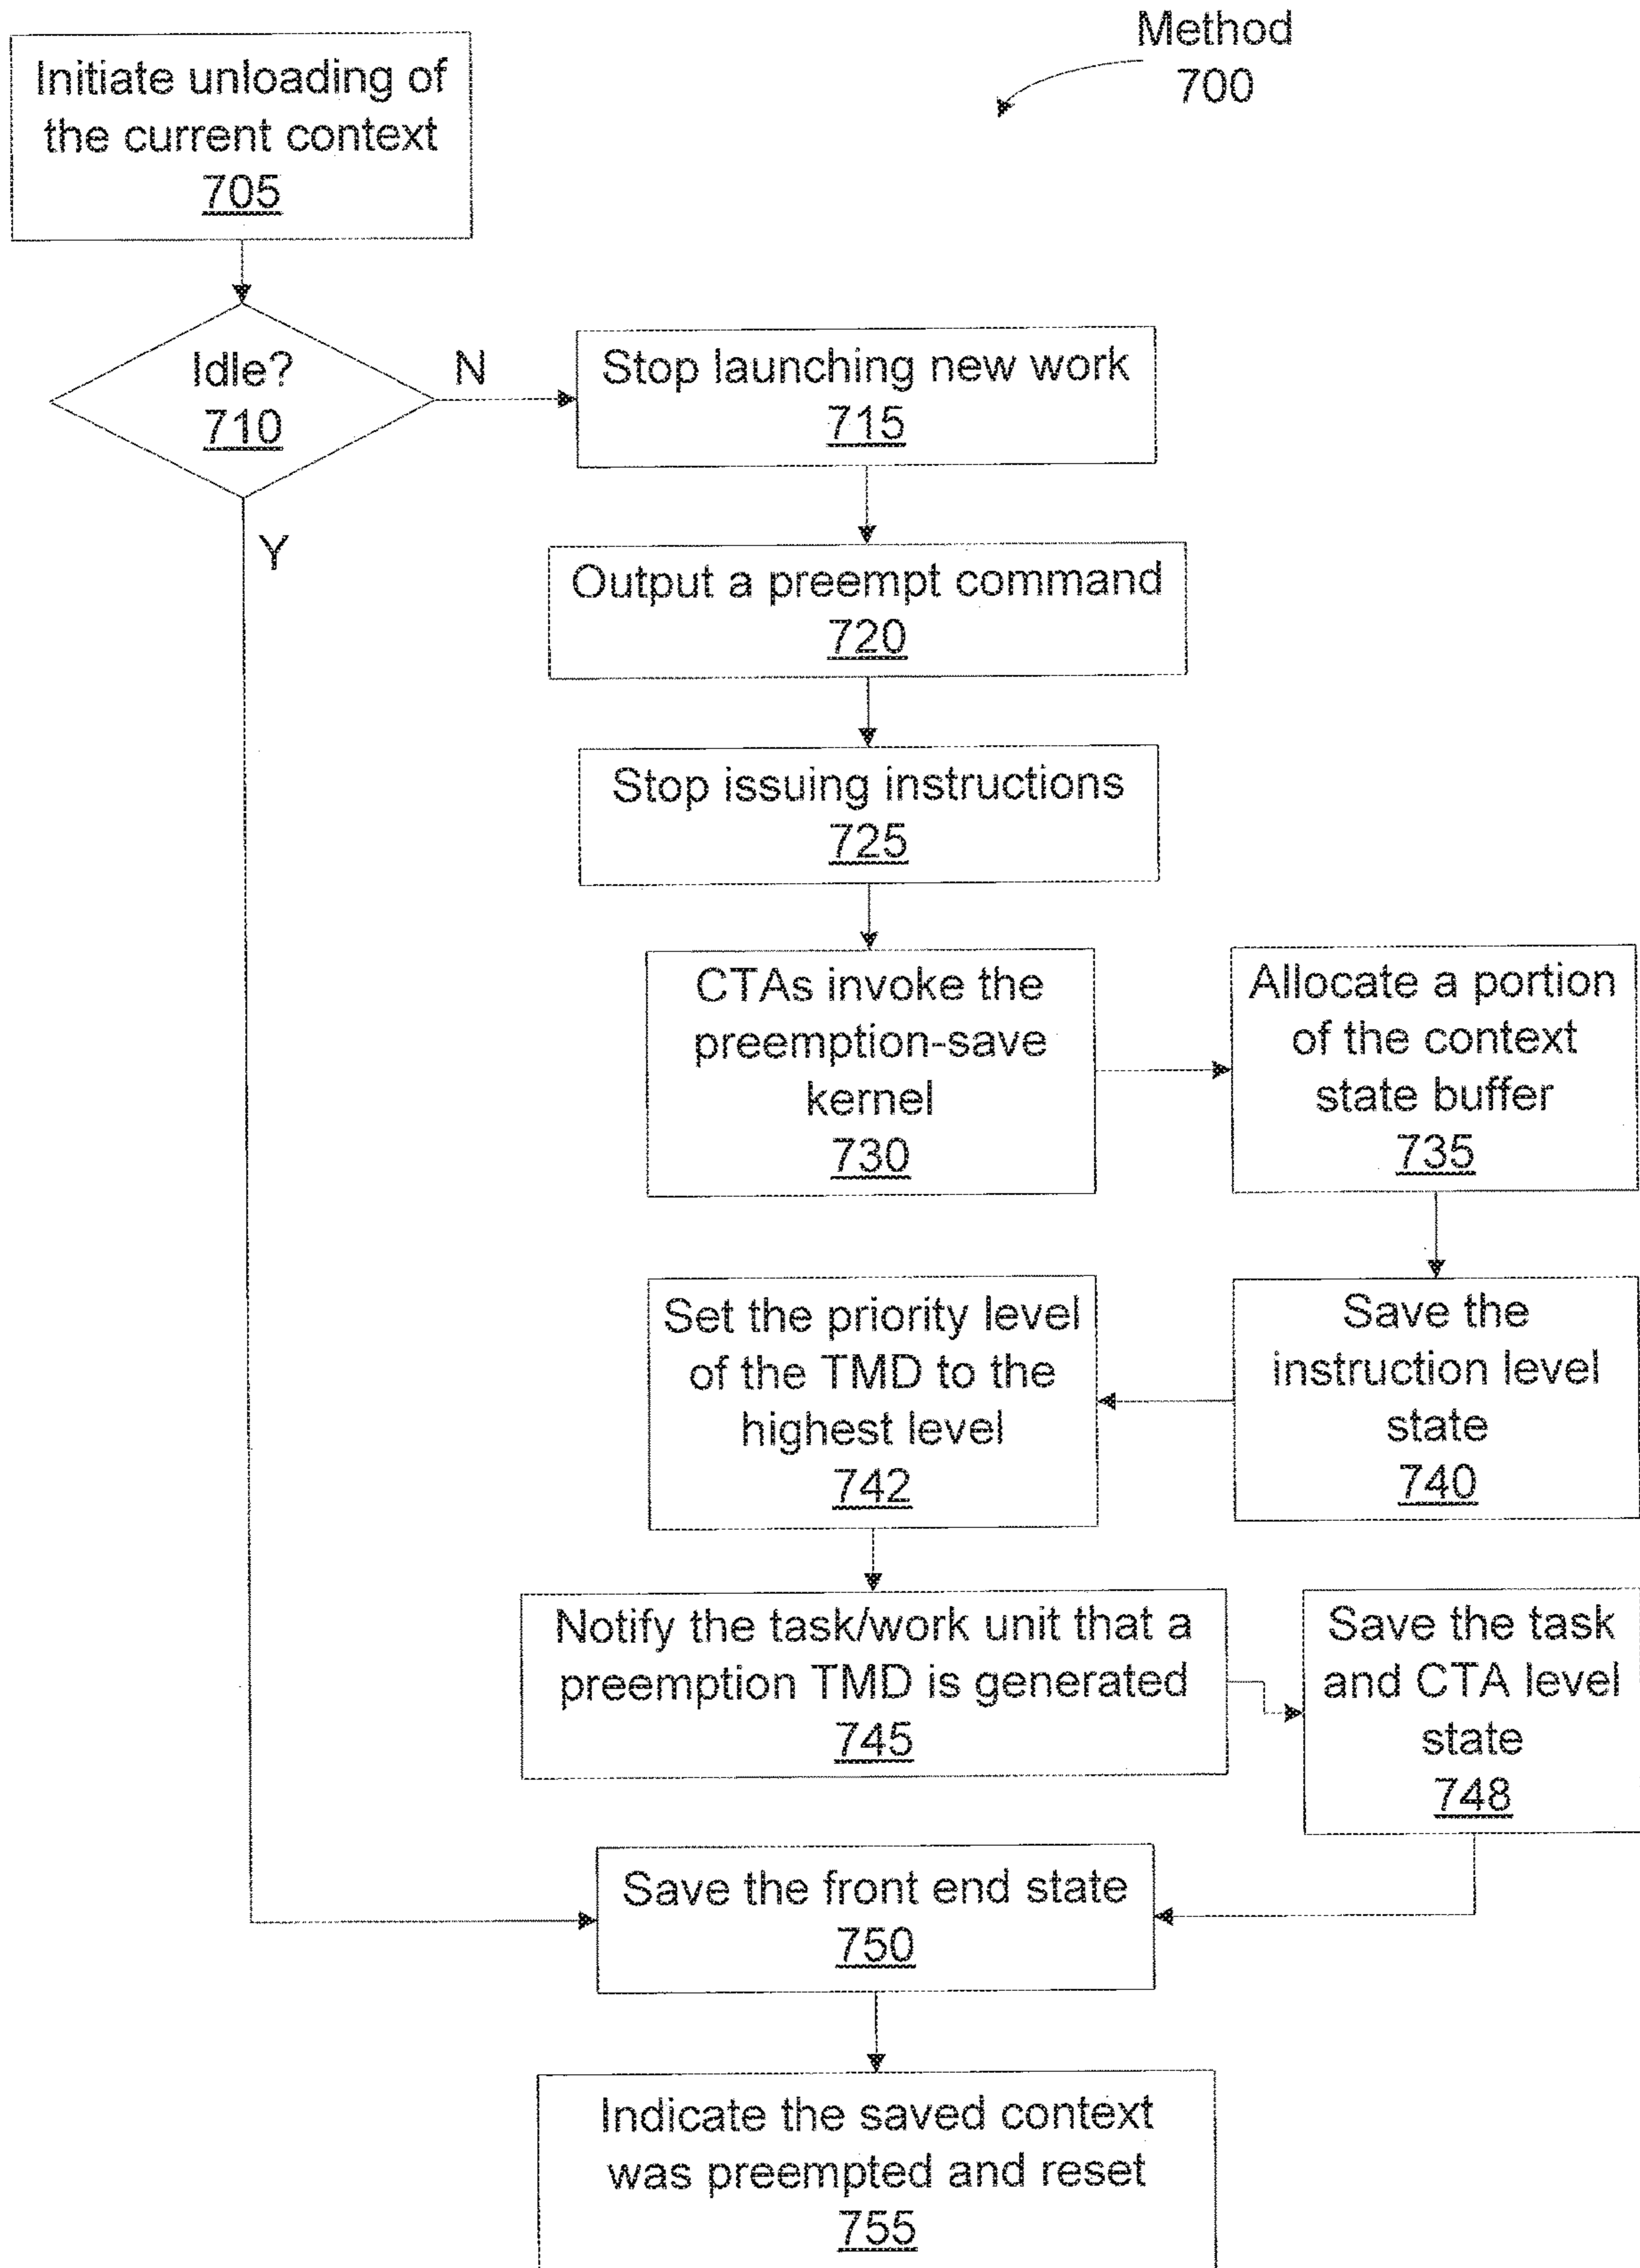 Method
700
Initiate unloading of
the current context
705
Idle?
710
N
Y
Stop launching new work
715
Output a preempt command
720
Stop issuing instructions
725
CTAs invoke the
preemption-save
kernel
730
Allocate a portion
of the context
state buffer
735
Save the
instruction level
state
740
Set the priority level
of the TMD to the
highest level
742
Notify the task/work unit that a
preemption TMD is generated
745
Save the task
and CTA level
state
748
Save the front end state
750
Indicate the saved context
was preempted and reset
755